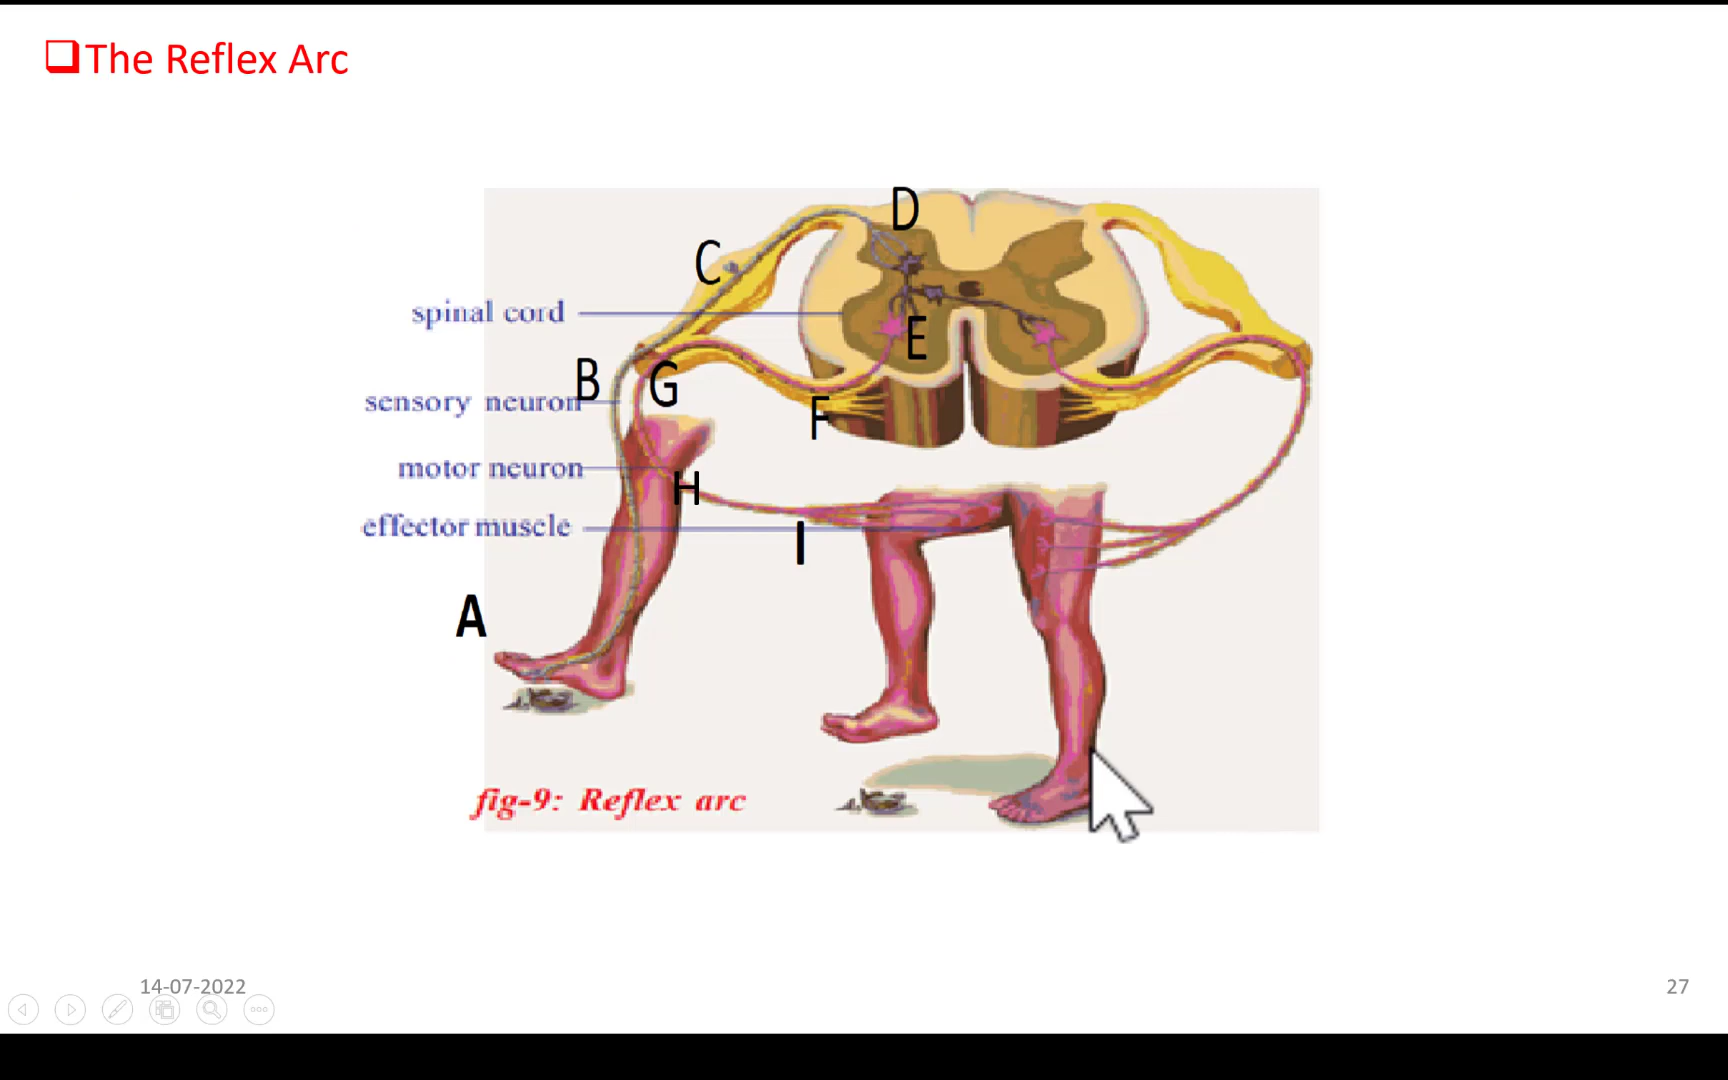 The Reflex Arc
D
C
spinal cord
E
B
G
sensory neuron
F
motor neuron
H
effector muscle
I
A
fig-9: Reflex arc
14-07-2022
27